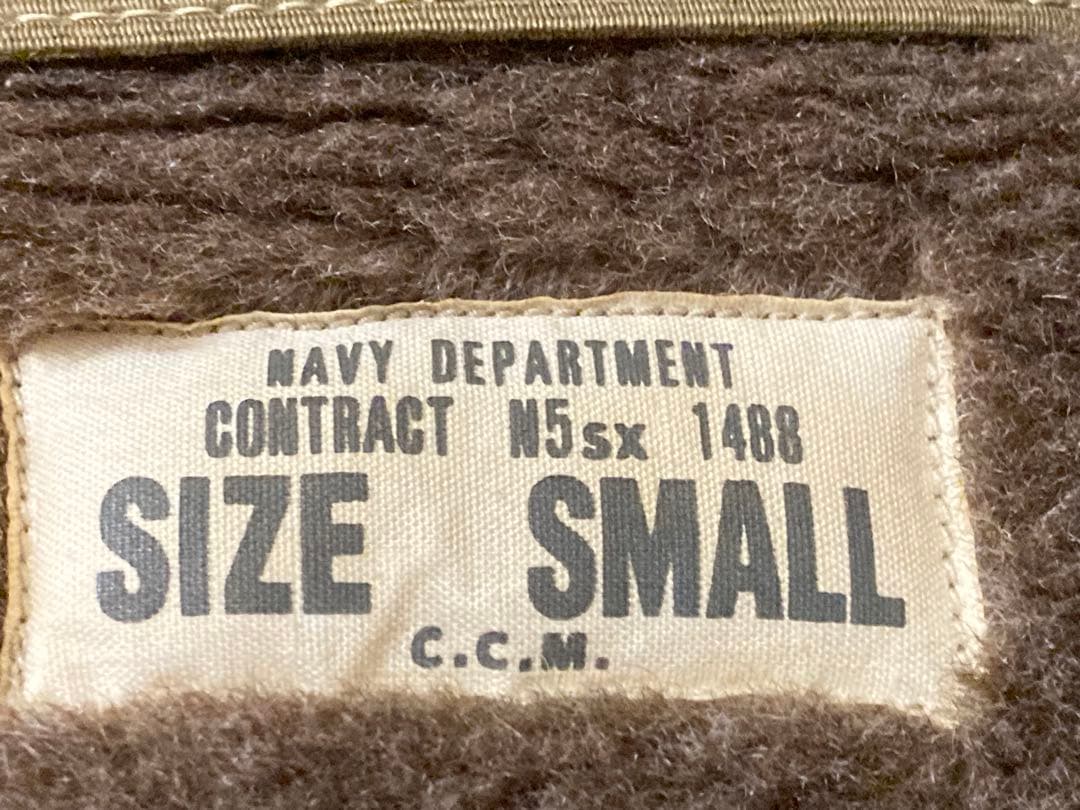 NAVY DEPARTMENT
CONTRACT N5sx 1488
SIZE SMALL
C.C.M.